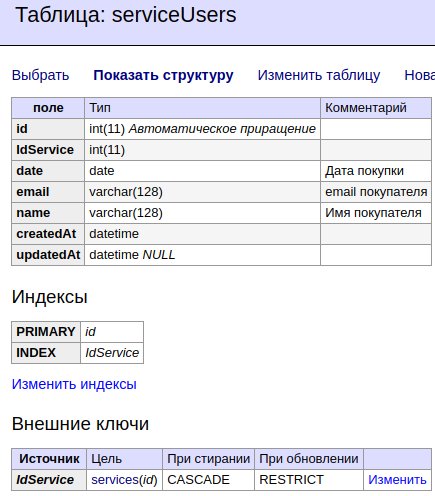 Таблица: serviceUsers
Выбрать Показать структуру Изменить таблицу Нова
поле Тип Комментарий
id int(11) Автоматическое приращение
IdService int(11)
date date Дата покупки
email varchar(128) email покупателя
name varchar(128) Имя покупателя
createdAt datetime
updatedAt datetime NULL
Индексы
PRIMARY id
INDEX IdService
Изменить индексы
Внешние ключи
Источник Цель При стирании При обновлении
IdService services(id) CASCADE RESTRICT Изменить